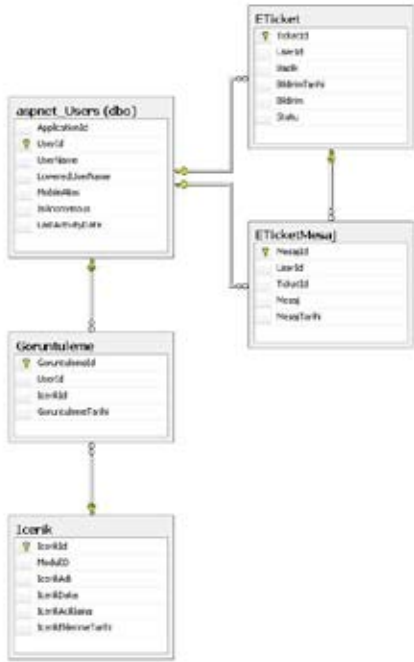 ETicket
TicketId
UserId
Baslik
BildirimTarihi
Bildirim
Statu
aspnet_Users (dbo)
ApplicationId
UserId
UserName
LoweredUserName
MobileAlias
IsAnonymous
LastActivityDate
ETicketMesaj
MesajId
UserId
TicketId
Mesaj
MesajTarihi
Goruntuleme
GoruntulemeId
UserId
IcerikId
GoruntulemeTarihi
Icerik
IcerikId
ModulID
IcerikAdi
IcerikData
IcerikAciklama
IcerikEklenmeTarihi